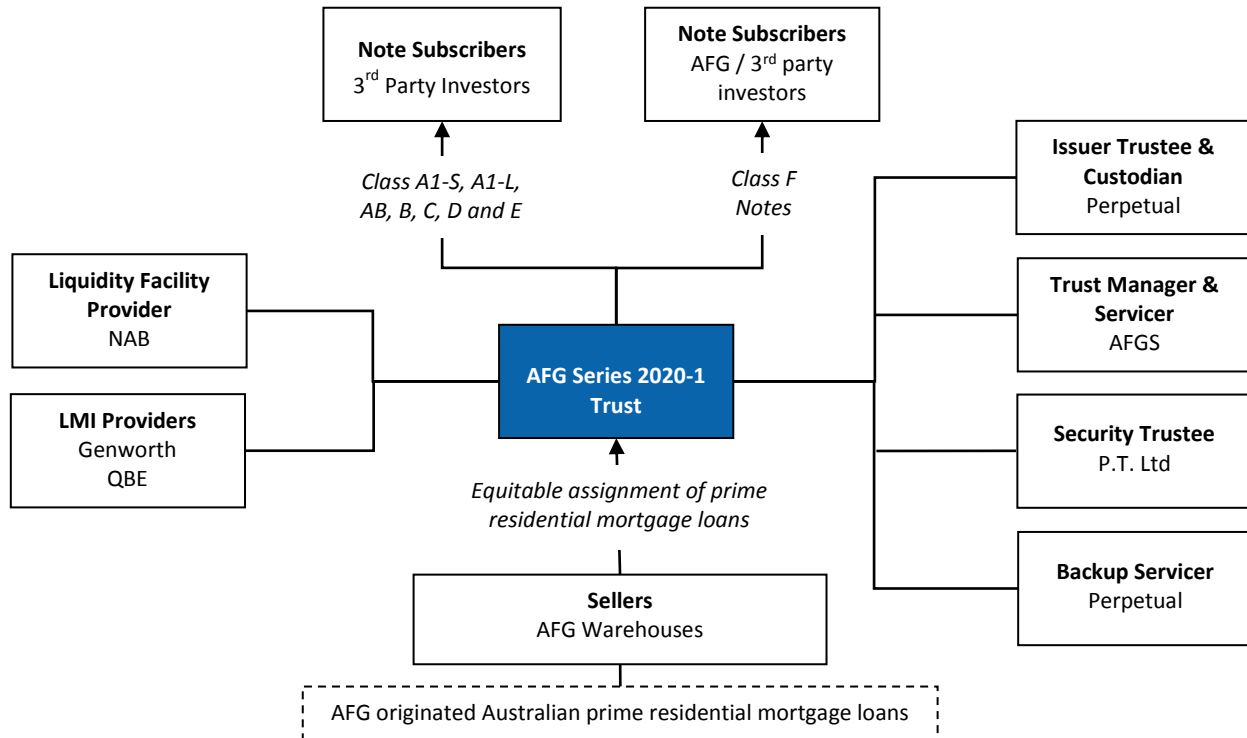 Note Subscribers
3rd Party Investors
Note Subscribers
AFG / 3rd party
investors
Class A1-S, A1-L,
AB, B, C, D and E
Class F
Notes
Issuer Trustee &
Custodian
Perpetual
Liquidity Facility
Provider
NAB
Trust Manager &
Servicer
AFGS
AFG Series 2020-1
Trust
LMI Providers
Genworth
QBE
Security Trustee
P.T. Ltd
Equitable assignment of prime
residential mortgage loans
Backup Servicer
Perpetual
Sellers
AFG Warehouses
AFG originated Australian prime residential mortgage loans